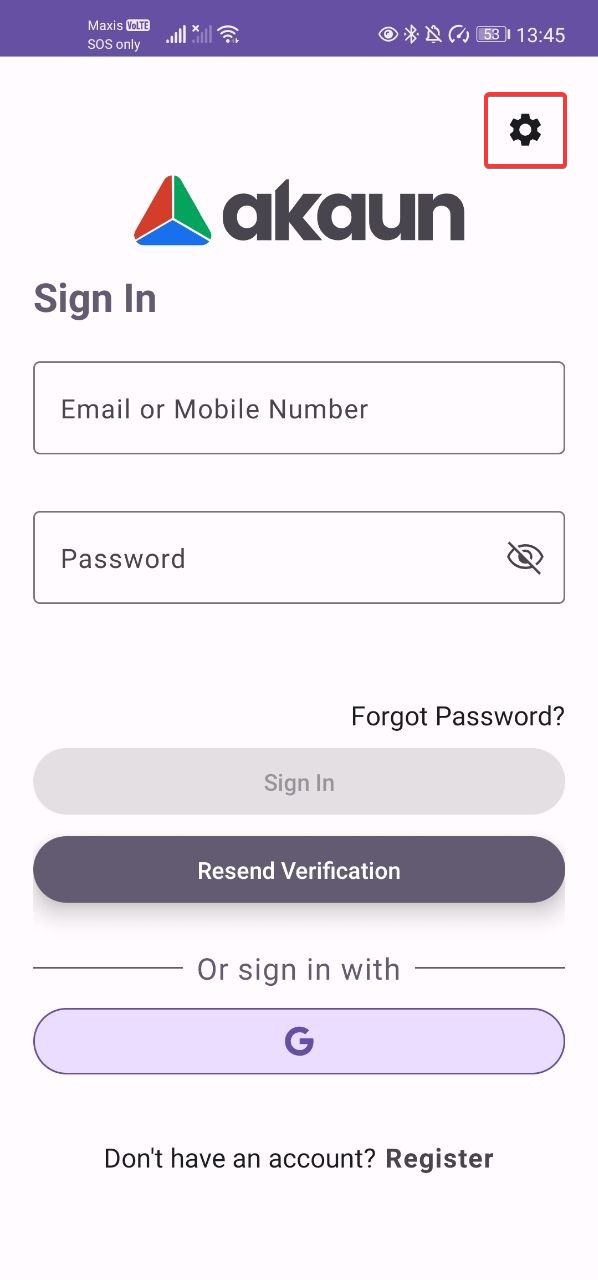 Maxis VoLTE
SOS only
53 13:45
akaun
Sign In
Email or Mobile Number
Password
Forgot Password?
Sign In
Resend Verification
Or sign in with
G
Don't have an account? Register